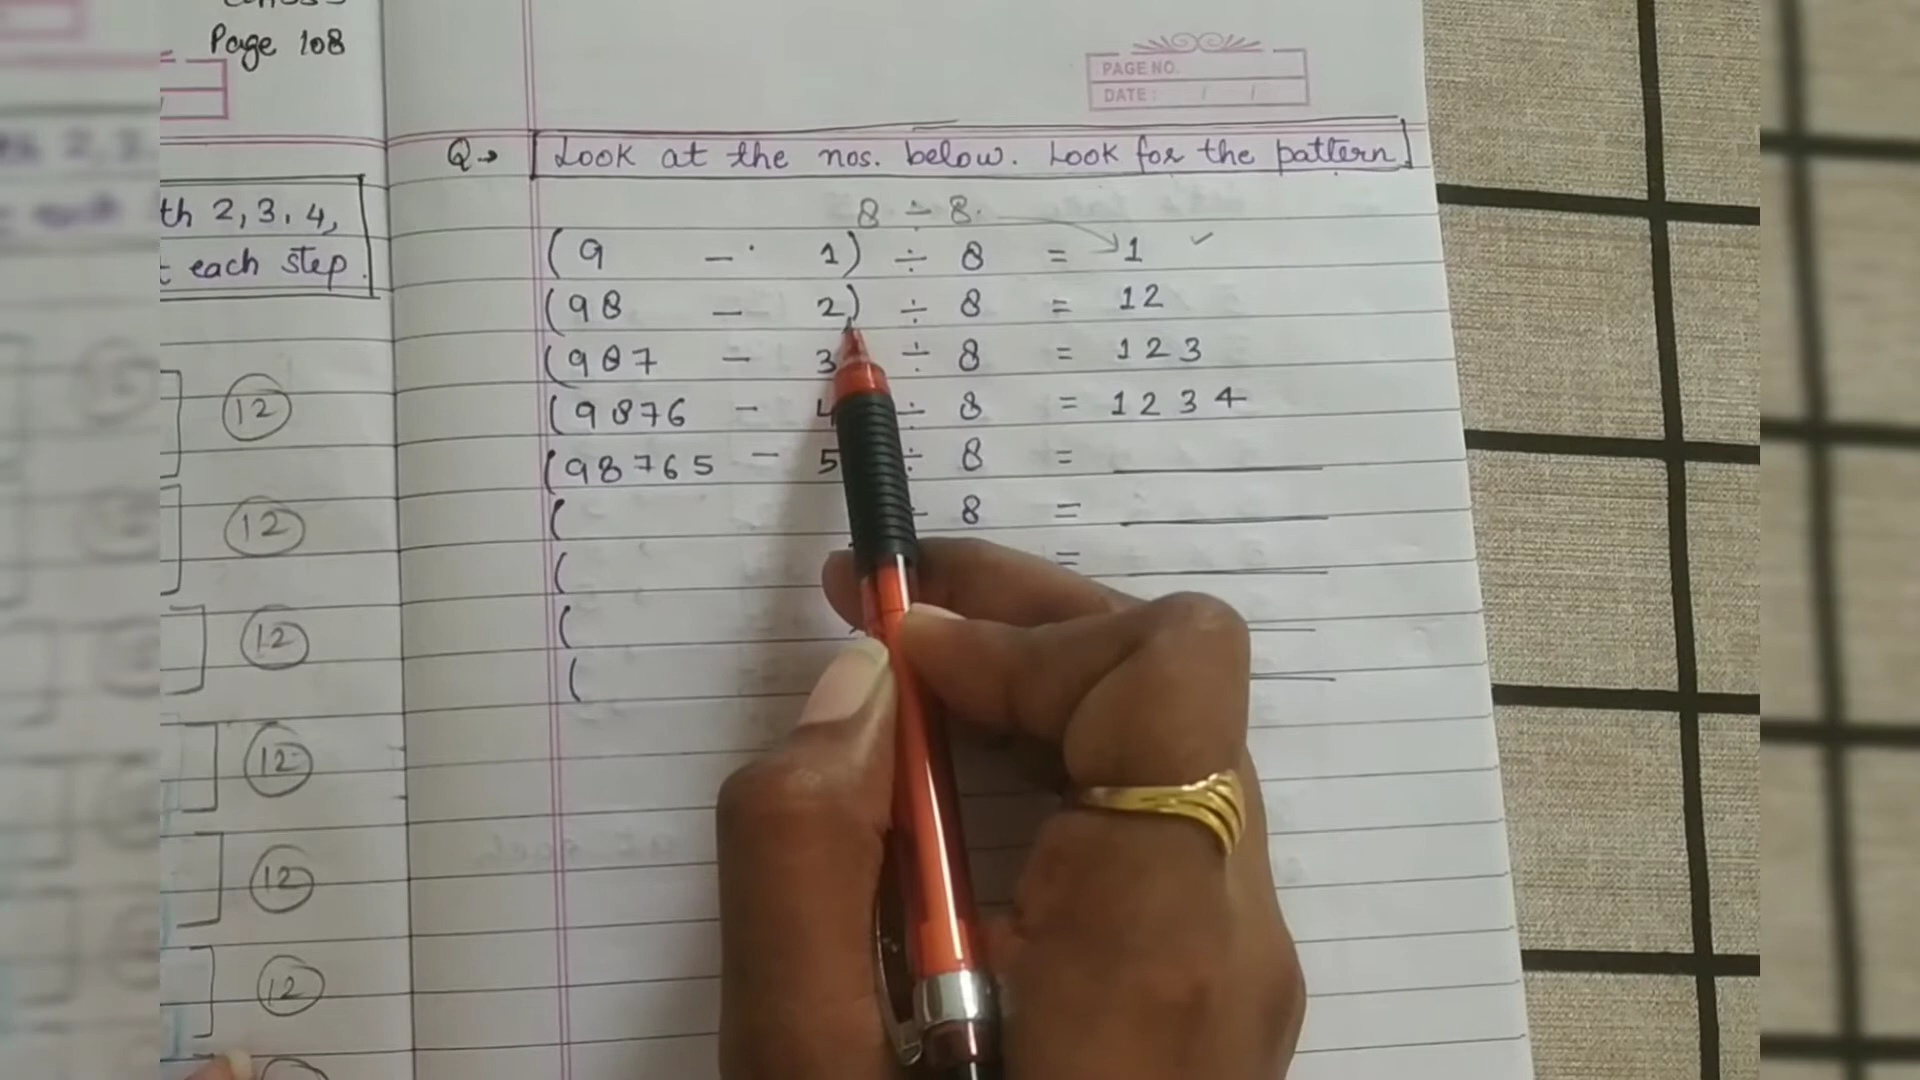 Page 108
PAGE NO.
DATE : / /
Q→ Look at the nos. below. Look for the pattern
th 2, 3, 4,
each step.
8 ÷ 8
(9 - 1) ÷ 8 = 1 ✓
(98 - 2) ÷ 8 = 12
(987 - 3 ÷ 8 = 123
(9876 - 4 ÷ 8 = 1234
(98765 - 5 ÷ 8 =
( 8 =
( =
(
(
12
12
12
12
12
12